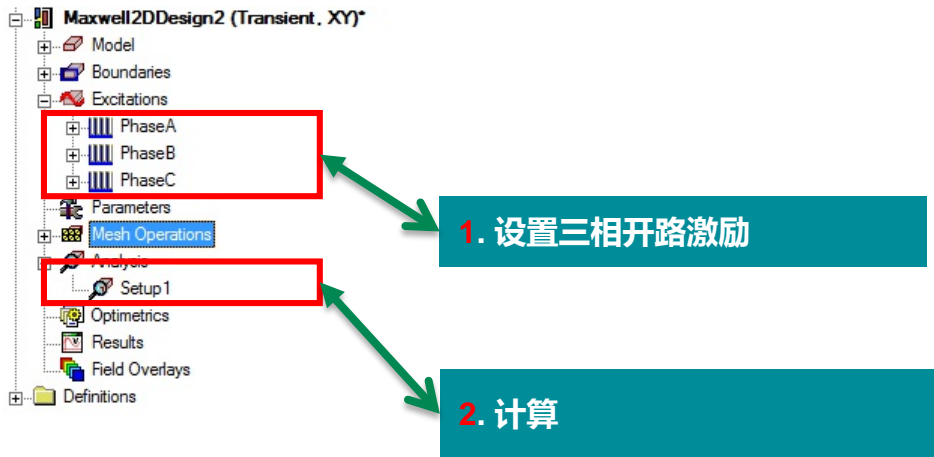 Maxwell2DDesign2 (Transient, XY)*
Model
Boundaries
Excitations
PhaseA
PhaseB
PhaseC
Parameters
Mesh Operations
Analysis
Setup1
Optimetrics
Results
Field Overlays
Definitions
1. 设置三相开路激励
2. 计算